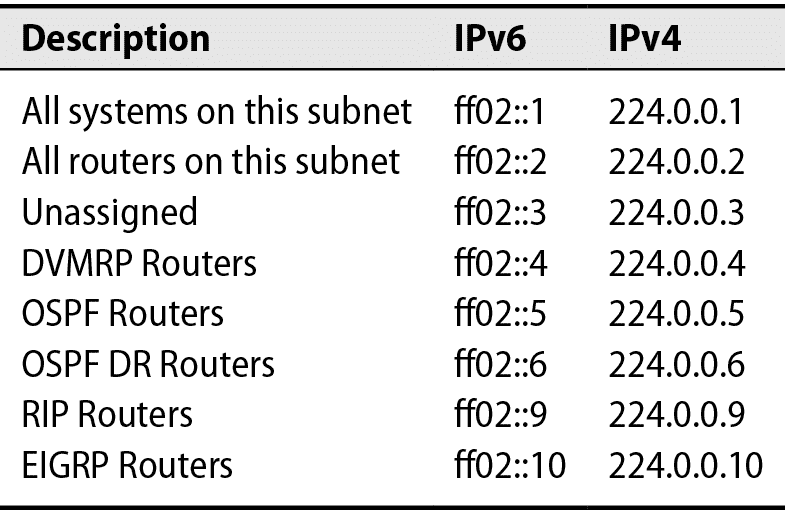 Description IPv6 IPv4
All systems on this subnet ff02::1 224.0.0.1
All routers on this subnet ff02::2 224.0.0.2
Unassigned ff02::3 224.0.0.3
DVMRP Routers ff02::4 224.0.0.4
OSPF Routers ff02::5 224.0.0.5
OSPF DR Routers ff02::6 224.0.0.6
RIP Routers ff02::9 224.0.0.9
EIGRP Routers ff02::10 224.0.0.10